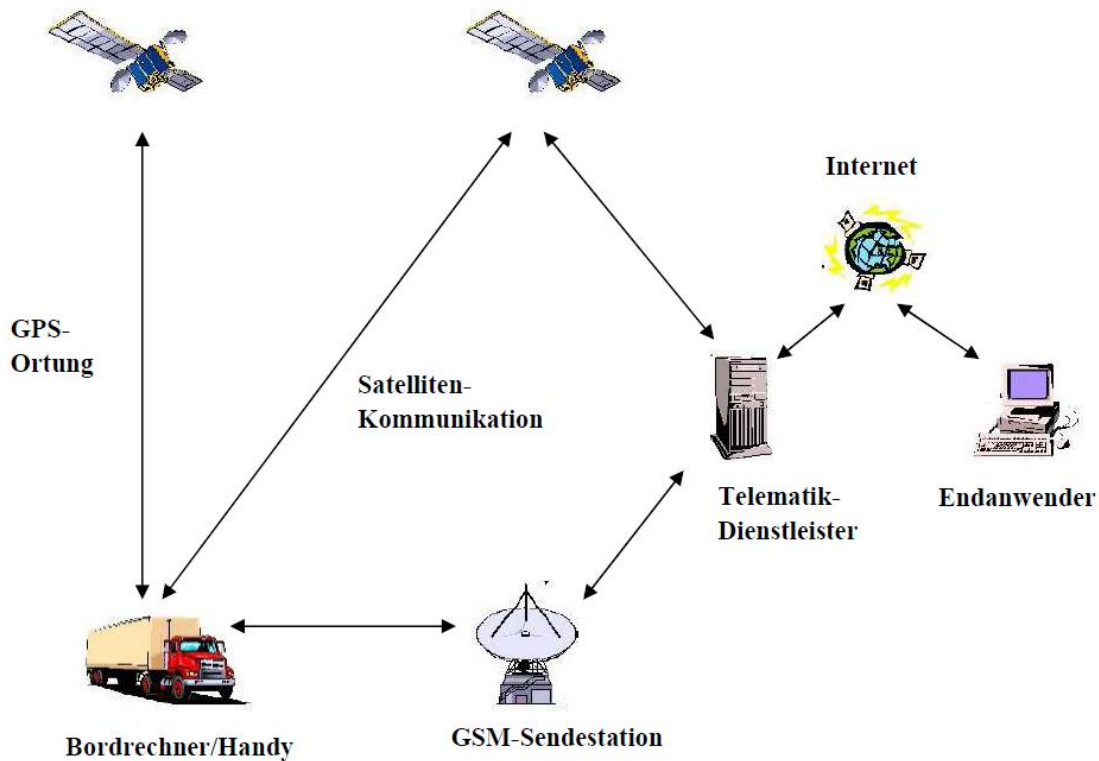 Internet
GPS-
Ortung
Satelliten-
Kommunikation
Telematik-
Dienstleister
Endanwender
Bordrechner/Handy
GSM-Sendestation